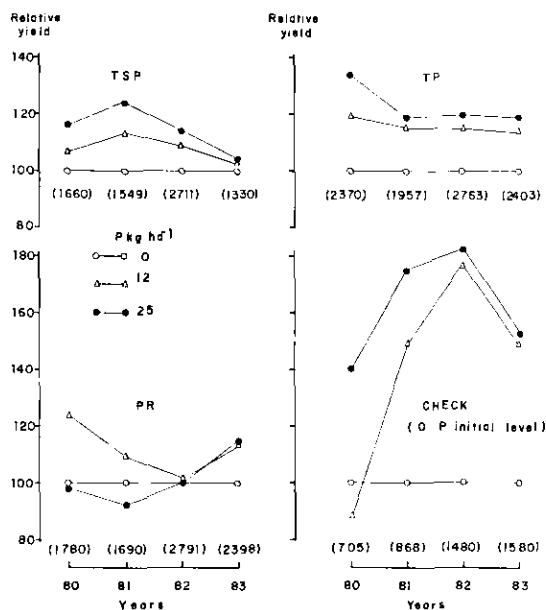 Relative yield
Relative yield
140
TSP
TP
120
100
(1660) (1549) (2711) (1330)
(2370) (1957) (2763) (2403)
80
80
P kg ha-1
0
12
25
180
160
140
PR
CHECK
(O P initial level)
120
100
80
(1780) (1690) (2791) (2398)
(705) (868) (1480) (1580)
80 81 82 83
80 81 82 83
Years
Years